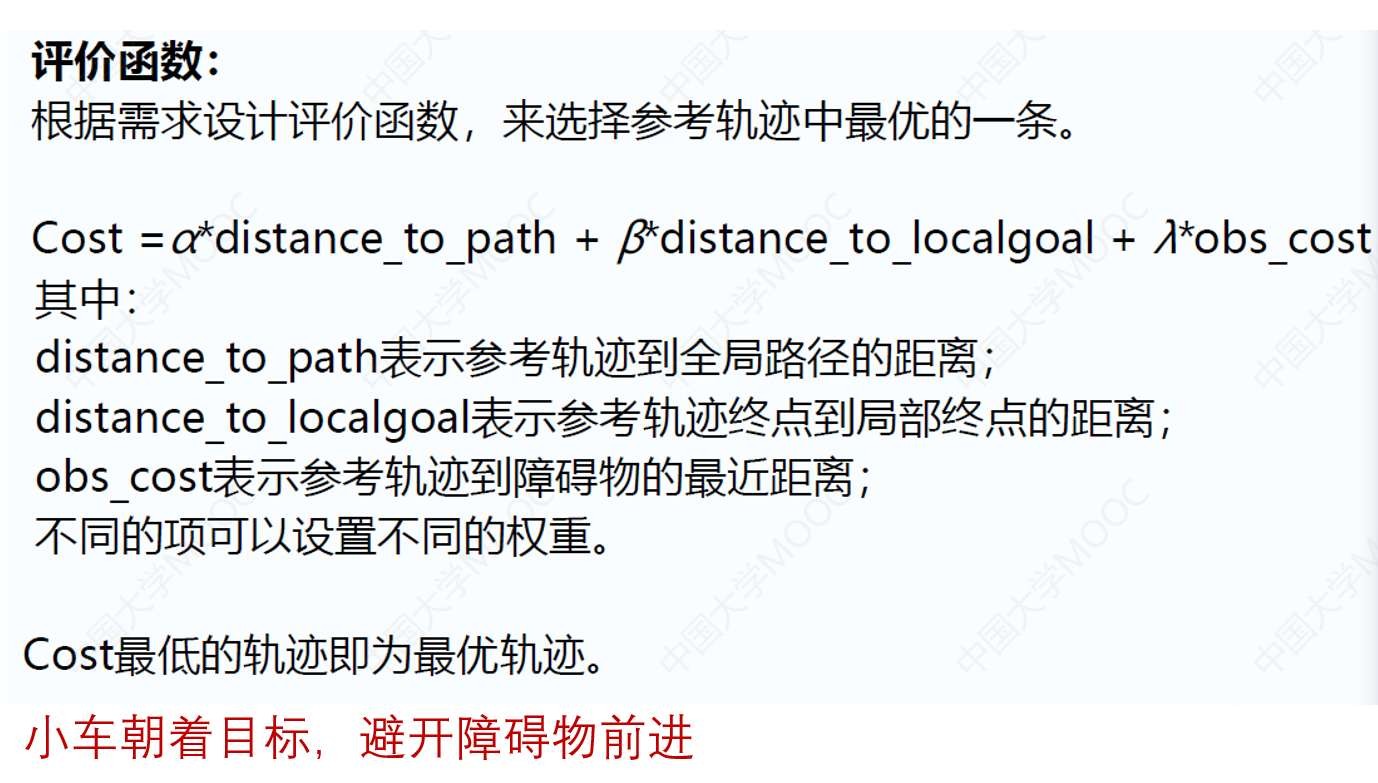 评价函数：
根据需求设计评价函数，来选择参考轨迹中最优的一条。
Cost =α*distance_to_path + β*distance_to_localgoal + λ*obs_cost
其中：
distance_to_path表示参考轨迹到全局路径的距离；
distance_to_localgoal表示参考轨迹终点到局部终点的距离；
obs_cost表示参考轨迹到障碍物的最近距离；
不同的项可以设置不同的权重。
Cost最低的轨迹即为最优轨迹。
小车朝着目标，避开障碍物前进
中国大学MOOC